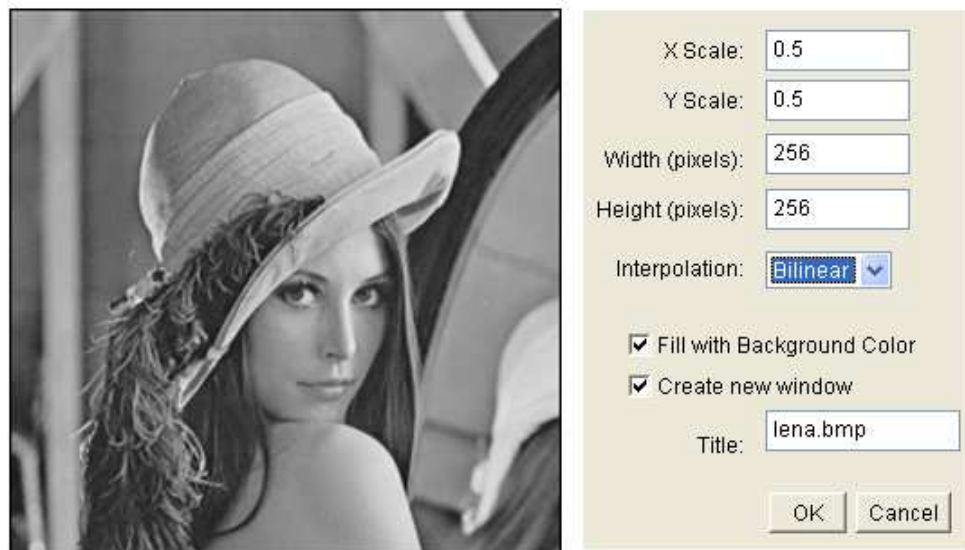 X Scale: 0.5
Y Scale: 0.5
Width (pixels): 256
Height (pixels): 256
Interpolation: Bilinear
Fill with Background Color
Create new window
Title: lena.bmp
OK Cancel